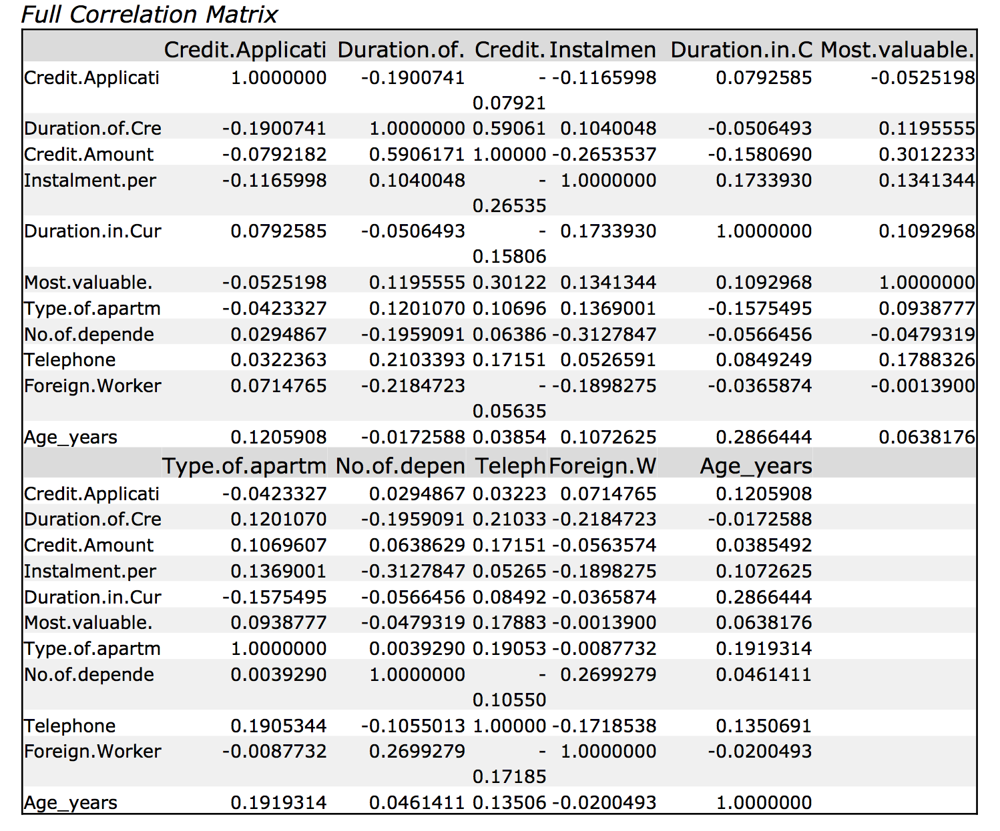 Full Correlation Matrix
Credit.Applicati Duration.of. Credit. Instalmen Duration.in.C Most.valuable.
Credit.Applicati 1.0000000 -0.1900741 - -0.1165998 0.0792585 -0.0525198
0.07921
Duration.of.Cre -0.1900741 1.0000000 0.59061 0.1040048 -0.0506493 0.1195555
Credit.Amount -0.0792182 0.5906171 1.00000 -0.2653537 -0.1580690 0.3012233
Instalment.per -0.1165998 0.1040048 - 1.0000000 0.1733930 0.1341344
0.26535
Duration.in.Cur 0.0792585 -0.0506493 - 0.1733930 1.0000000 0.1092968
0.15806
Most.valuable. -0.0525198 0.1195555 0.30122 0.1341344 0.1092968 1.0000000
Type.of.apartm -0.0423327 0.1201070 0.10696 0.1369001 -0.1575495 0.0938777
No.of.depende 0.0294867 -0.1959091 0.06386 -0.3127847 -0.0566456 -0.0479319
Telephone 0.0322363 0.2103393 0.17151 0.0526591 0.0849249 0.1788326
Foreign.Worker 0.0714765 -0.2184723 - -0.1898275 -0.0365874 -0.0013900
0.05635
Age_years 0.1205908 -0.0172588 0.03854 0.1072625 0.2866444 0.0638176
Type.of.apartm No.of.depen Teleph Foreign.W Age_years
Credit.Applicati -0.0423327 0.0294867 0.03223 0.0714765 0.1205908
Duration.of.Cre 0.1201070 -0.1959091 0.21033 -0.2184723 -0.0172588
Credit.Amount 0.1069607 0.0638629 0.17151 -0.0563574 0.0385492
Instalment.per 0.1369001 -0.3127847 0.05265 -0.1898275 0.1072625
Duration.in.Cur -0.1575495 -0.0566456 0.08492 -0.0365874 0.2866444
Most.valuable. 0.0938777 -0.0479319 0.17883 -0.0013900 0.0638176
Type.of.apartm 1.0000000 0.0039290 0.19053 -0.0087732 0.1919314
No.of.depende 0.0039290 1.0000000 - 0.2699279 0.0461411
0.10550
Telephone 0.1905344 -0.1055013 1.00000 -0.1718538 0.1350691
Foreign.Worker -0.0087732 0.2699279 - 1.0000000 -0.0200493
0.17185
Age_years 0.1919314 0.0461411 0.13506 -0.0200493 1.0000000